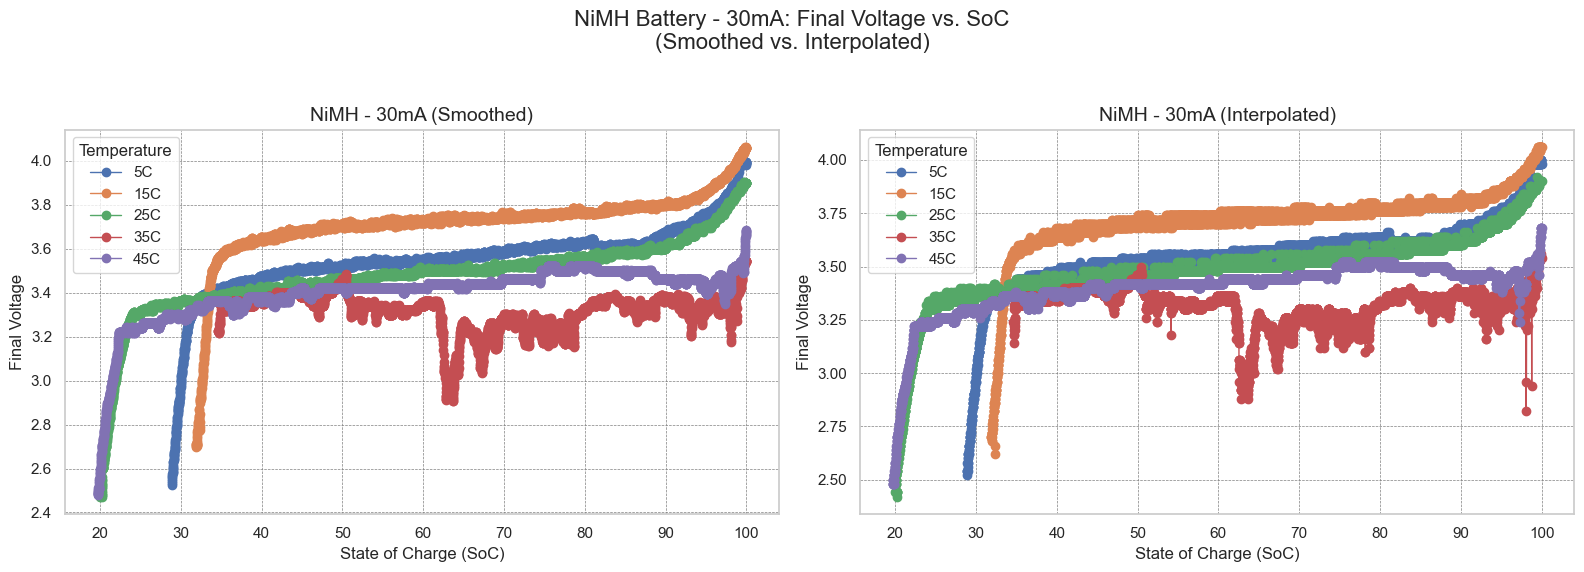 NiMH Battery - 30mA: Final Voltage vs. SoC
(Smoothed vs. Interpolated)
NiMH - 30mA (Smoothed)
Temperature
5C
15C
25C
35C
45C
4.0
3.8
3.6
3.4
3.2
3.0
2.8
2.6
2.4
Final Voltage
20 30 40 50 60 70 80 90 100
State of Charge (SoC)
NiMH - 30mA (Interpolated)
Temperature
5C
15C
25C
35C
45C
4.00
3.75
3.50
3.25
3.00
2.75
2.50
Final Voltage
20 30 40 50 60 70 80 90 100
State of Charge (SoC)